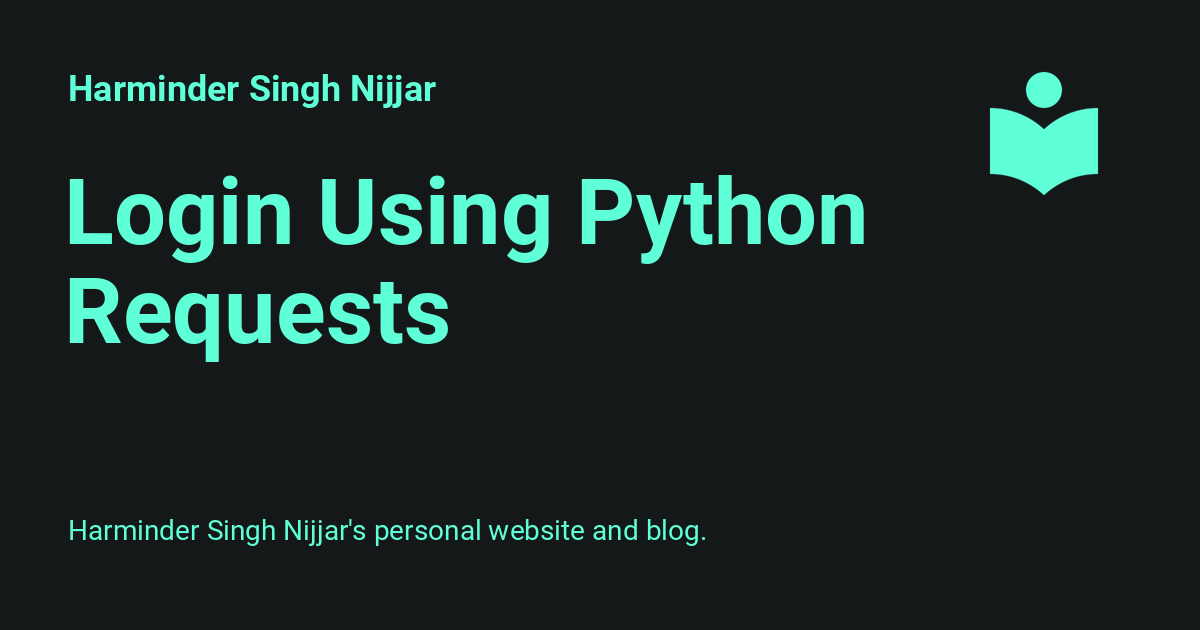 Harminder Singh Nijjar
Login Using Python
Requests
Harminder Singh Nijjar's personal website and blog.